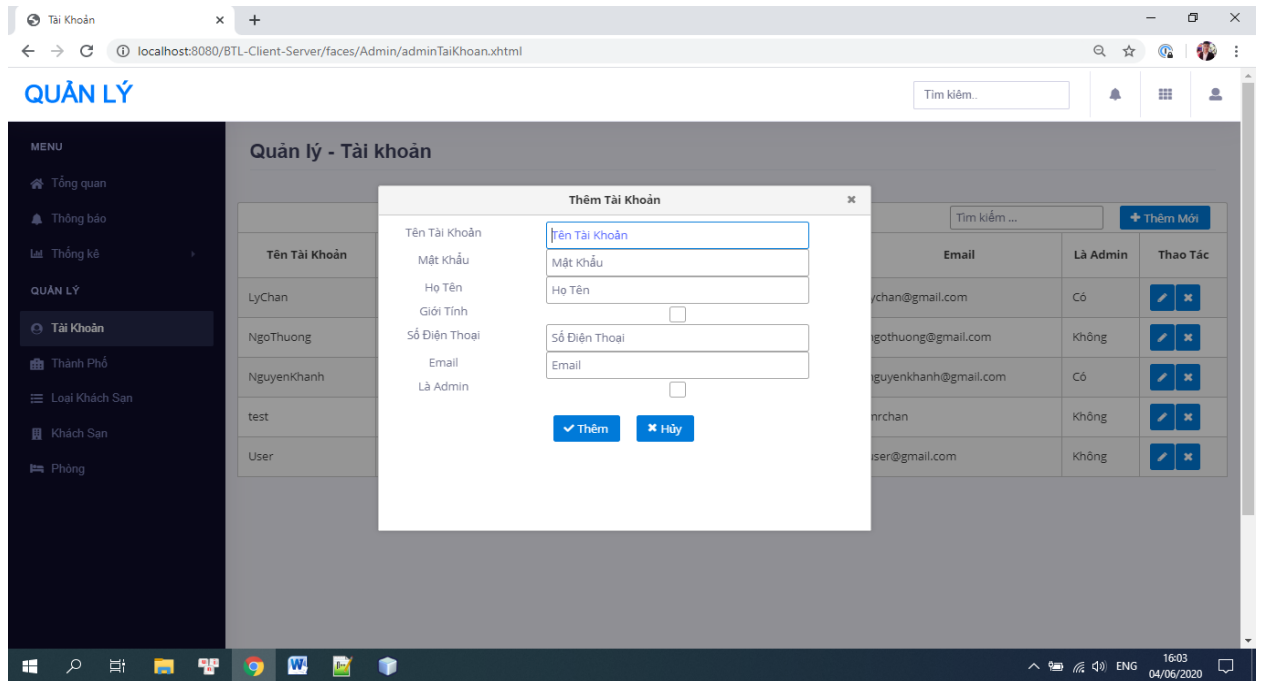 Tài Khoản
localhost:8080/BTL-Client-Server/faces/Admin/adminTaiKhoan.xhtml
QUẢN LÝ
Tìm kiếm..
MENU
Tổng quan
Thông báo
Thống kê
QUẢN LÝ
Tài Khoản
Thành Phố
Loại Khách Sạn
Khách Sạn
Phòng
Quản lý - Tài khoản
Tìm kiếm ...
Thêm Mới
Tên Tài Khoản Email Là Admin Thao Tác
LyChan ychan@gmail.com Có
NgoThuong gothuong@gmail.com Không
NguyenKhanh guyenkhanh@gmail.com Có
test mrchan Không
User ser@gmail.com Không
Thêm Tài Khoản
Tên Tài Khoản Tên Tài Khoản
Mật Khẩu Mật Khẩu
Họ Tên Họ Tên
Giới Tính
Số Điện Thoại Số Điện Thoại
Email Email
Là Admin
Thêm Hủy
ENG
16:03
04/06/2020